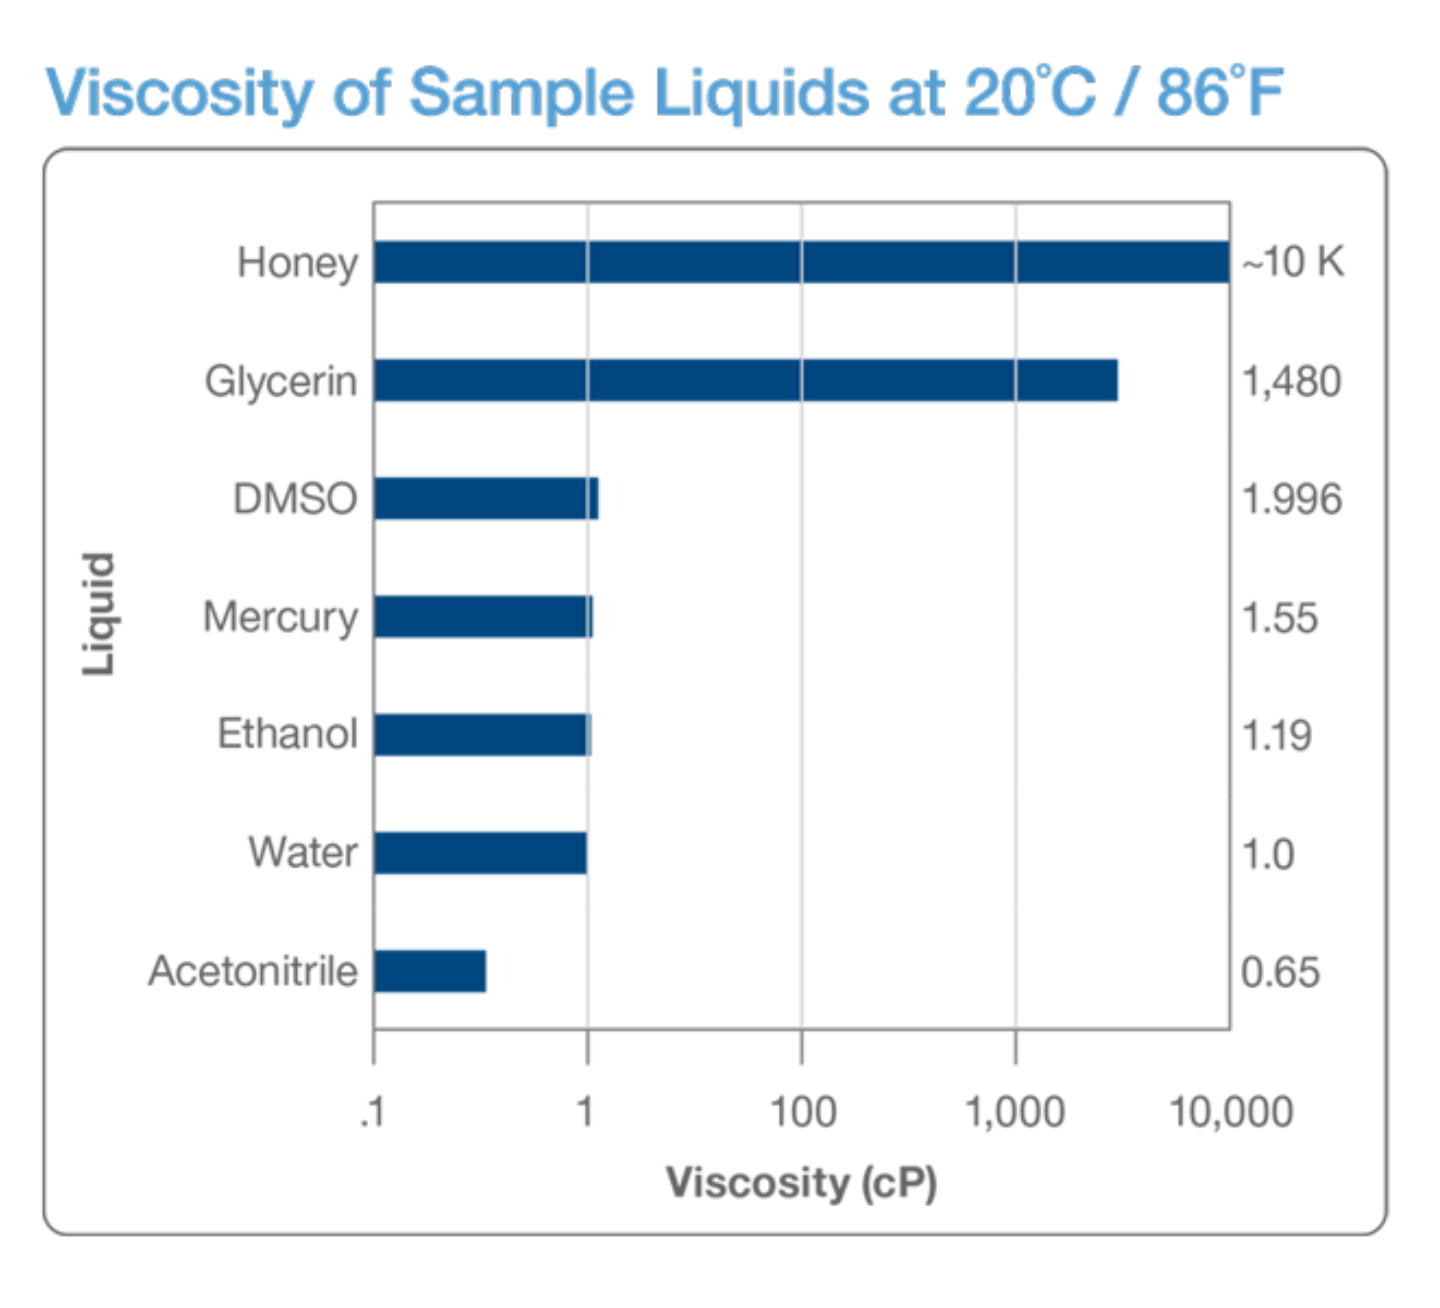 Viscosity of Sample Liquids at 20°C / 86°F
Honey ~10 K
Glycerin 1,480
DMSO 1.996
Mercury 1.55
Ethanol 1.19
Water 1.0
Acetonitrile 0.65
Liquid
.1 1 100 1,000 10,000
Viscosity (cP)